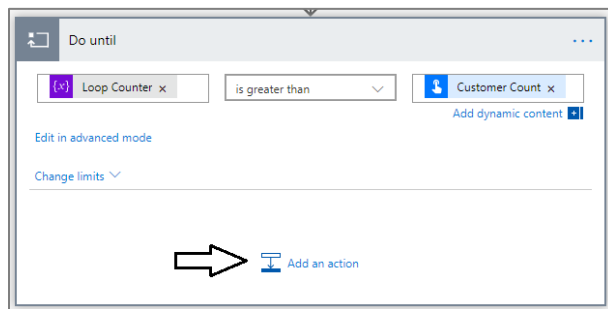 Do until
{x} Loop Counter × is greater than Customer Count ×
Add dynamic content
Edit in advanced mode
Change limits
Add an action